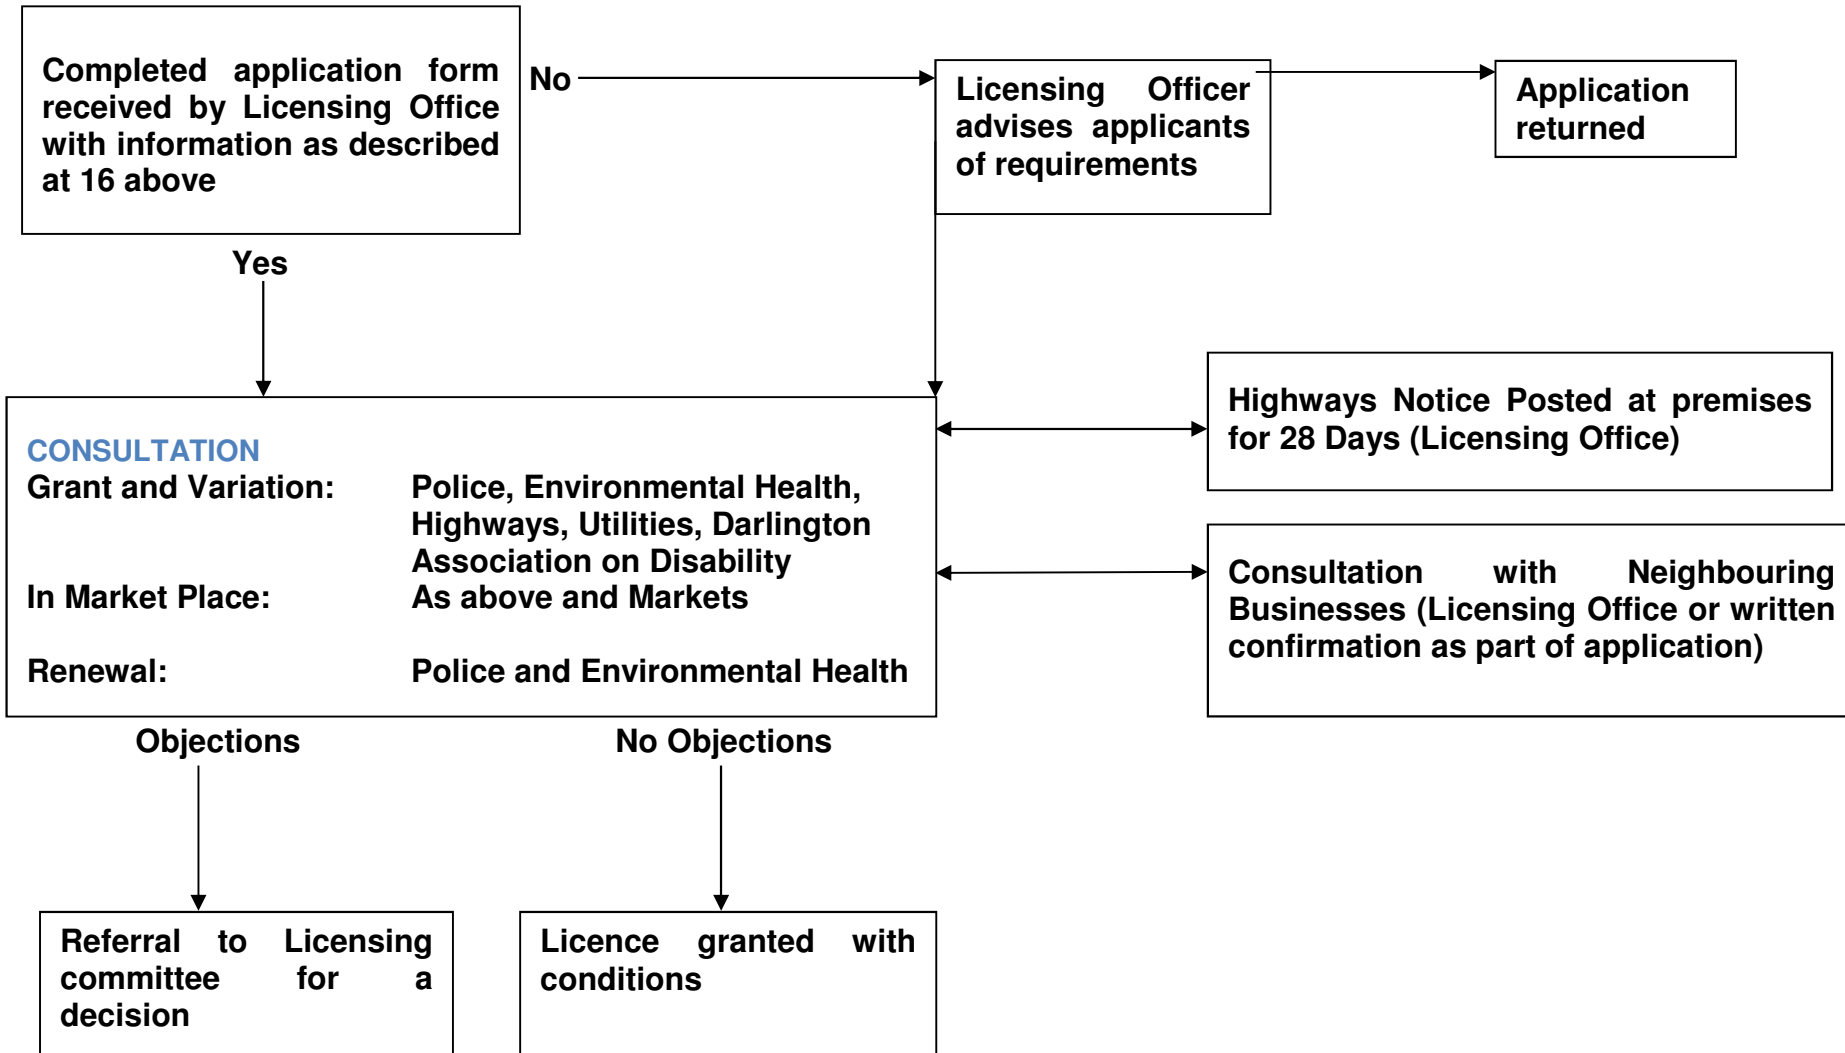 Completed application form
received by Licensing Office
with information as described
at 16 above
No
Licensing Officer
advises applicants
of requirements
Application
returned
Yes
CONSULTATION
Grant and Variation: Police, Environmental Health,
Highways, Utilities, Darlington
Association on Disability
In Market Place: As above and Markets
Renewal: Police and Environmental Health
Highways Notice Posted at premises
for 28 Days (Licensing Office)
Consultation with Neighbouring
Businesses (Licensing Office or written
confirmation as part of application)
Objections
No Objections
Referral to Licensing
committee for a
decision
Licence granted with
conditions